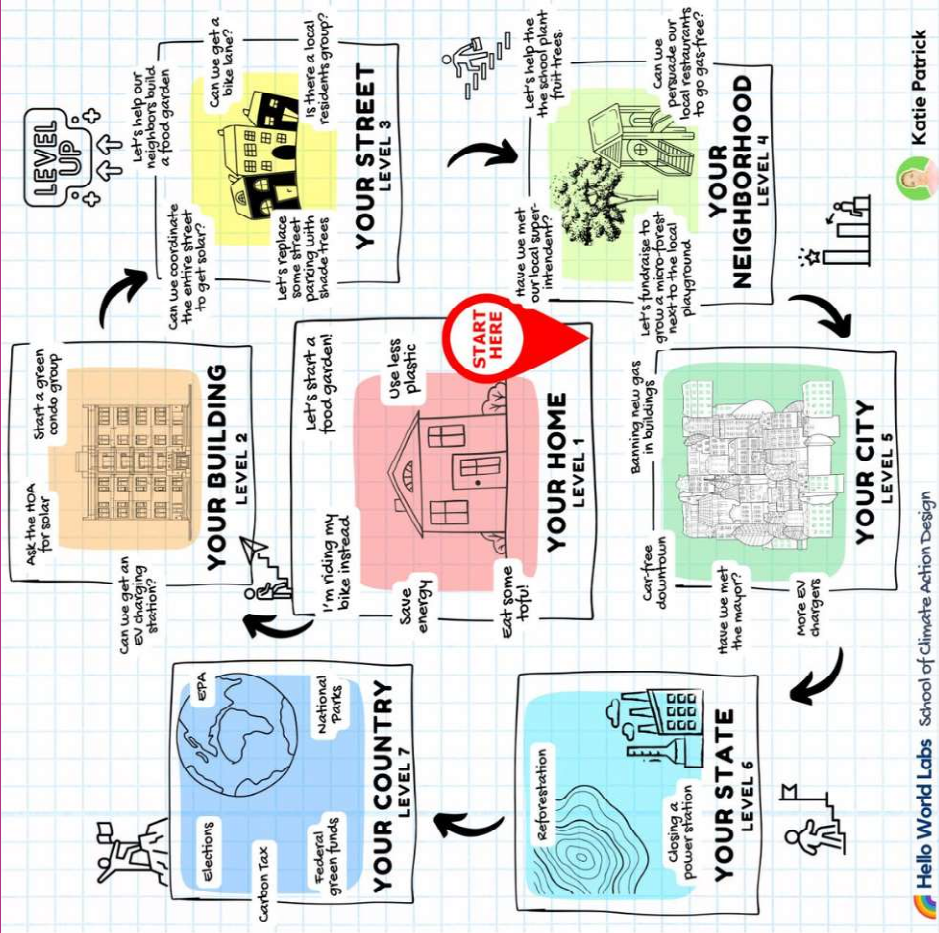 LEVEL
UP
START
HERE
Let's start a
food garden!
Use less
plastic
I'm riding my
bike instead
Save
energy
Eat some
tofu!
YOUR HOME
LEVEL 1
Ask the HOA
for solar
Start a green
condo group
Can we get an
EV charging
station?
YOUR BUILDING
LEVEL 2
Let's help our
neighbors build
a food garden
Can we get a
bike lane?
Can we coordinate
the entire street
to get solar?
Is there a local
residents group?
Let's replace
some street
parking with
shade trees
YOUR STREET
LEVEL 3
Have we met
our local super-
intendent?
Let's help the
the school plant
fruit trees.
Can we
persuade our
local restaurants
to go gas-free?
Let's fundraise to
grow a micro-forest
next to the local
playground
YOUR
NEIGHBORHOOD
LEVEL 4
Car-free
downtown
Banning new gas
in buildings
Have we met
the mayor?
More EV
chargers
YOUR CITY
LEVEL 5
Reforestation
Closing a
power station
YOUR STATE
LEVEL 6
Elections
EPA
Carbon Tax
Federal
green funds
National
Parks
YOUR COUNTRY
LEVEL 7
Hello World Labs School of Climate Action Design
Katie Patrick